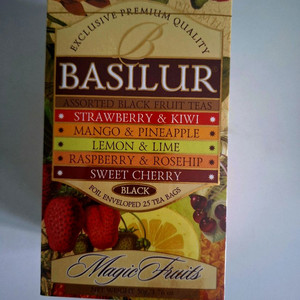 EXCLUSIVE PREMIUM QUALITY
B
BASILUR
ASSORTED BLACK FRUIT TEAS
STRAWBERRY & KIWI
MANGO & PINEAPPLE
LEMON & LIME
RASPBERRY & ROSEHIP
SWEET CHERRY
BLACK
FOIL ENVELOPED 25 TEA BAGS
Magic Fruits